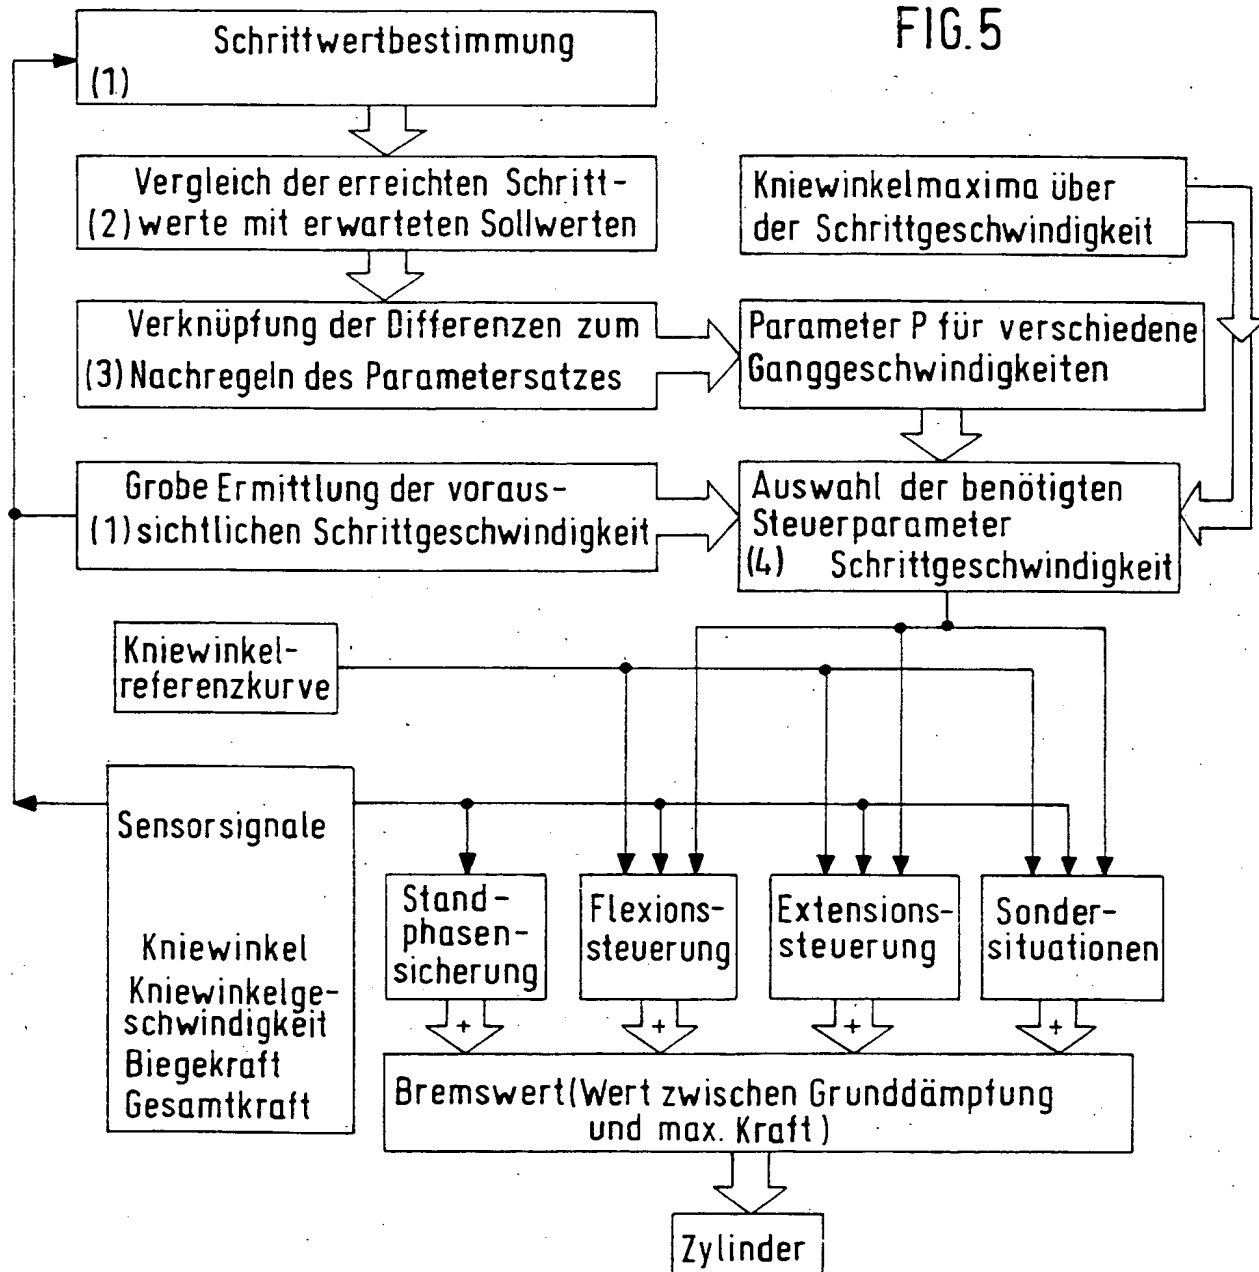 FIG.5
Schrittwertbestimmung
(1)
Vergleich der erreichten Schritt-
(2) werte mit erwarteten Sollwerten
Kniewinkelmaxima über
der Schrittgeschwindigkeit
Verknüpfung der Differenzen zum
(3) Nachregeln des Parametersatzes
Parameter P für verschiedene
Ganggeschwindigkeiten
Grobe Ermittlung der voraus-
(1) sichtlichen Schrittgeschwindigkeit
Auswahl der benötigten
Steuerparameter
(4) Schrittgeschwindigkeit
Kniewinkel-
referenzkurve
Sensorsignale
Kniewinkel
Kniewinkelge-
schwindigkeit
Biegekraft
Gesamtkraft
Stand-
phasen-
sicherung
Flexions-
steuerung
Extensions-
steuerung
Sonder-
situationen
+ + + +
Bremswert (Wert zwischen Grunddämpfung
und max. Kraft)
Zylinder